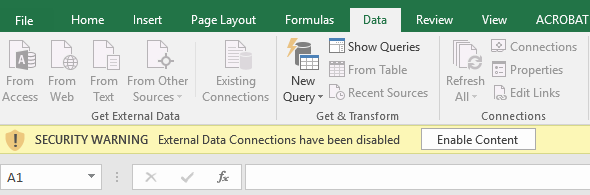 File Home Insert Page Layout Formulas Data Review View ACROBAT
From Access
From Web
From Text
From Other Sources
Existing Connections
New Query
Show Queries
From Table
Recent Sources
Refresh All
Connections
Properties
Edit Links
Get External Data
Get & Transform
Connections
SECURITY WARNING External Data Connections have been disabled Enable Content
A1 fx